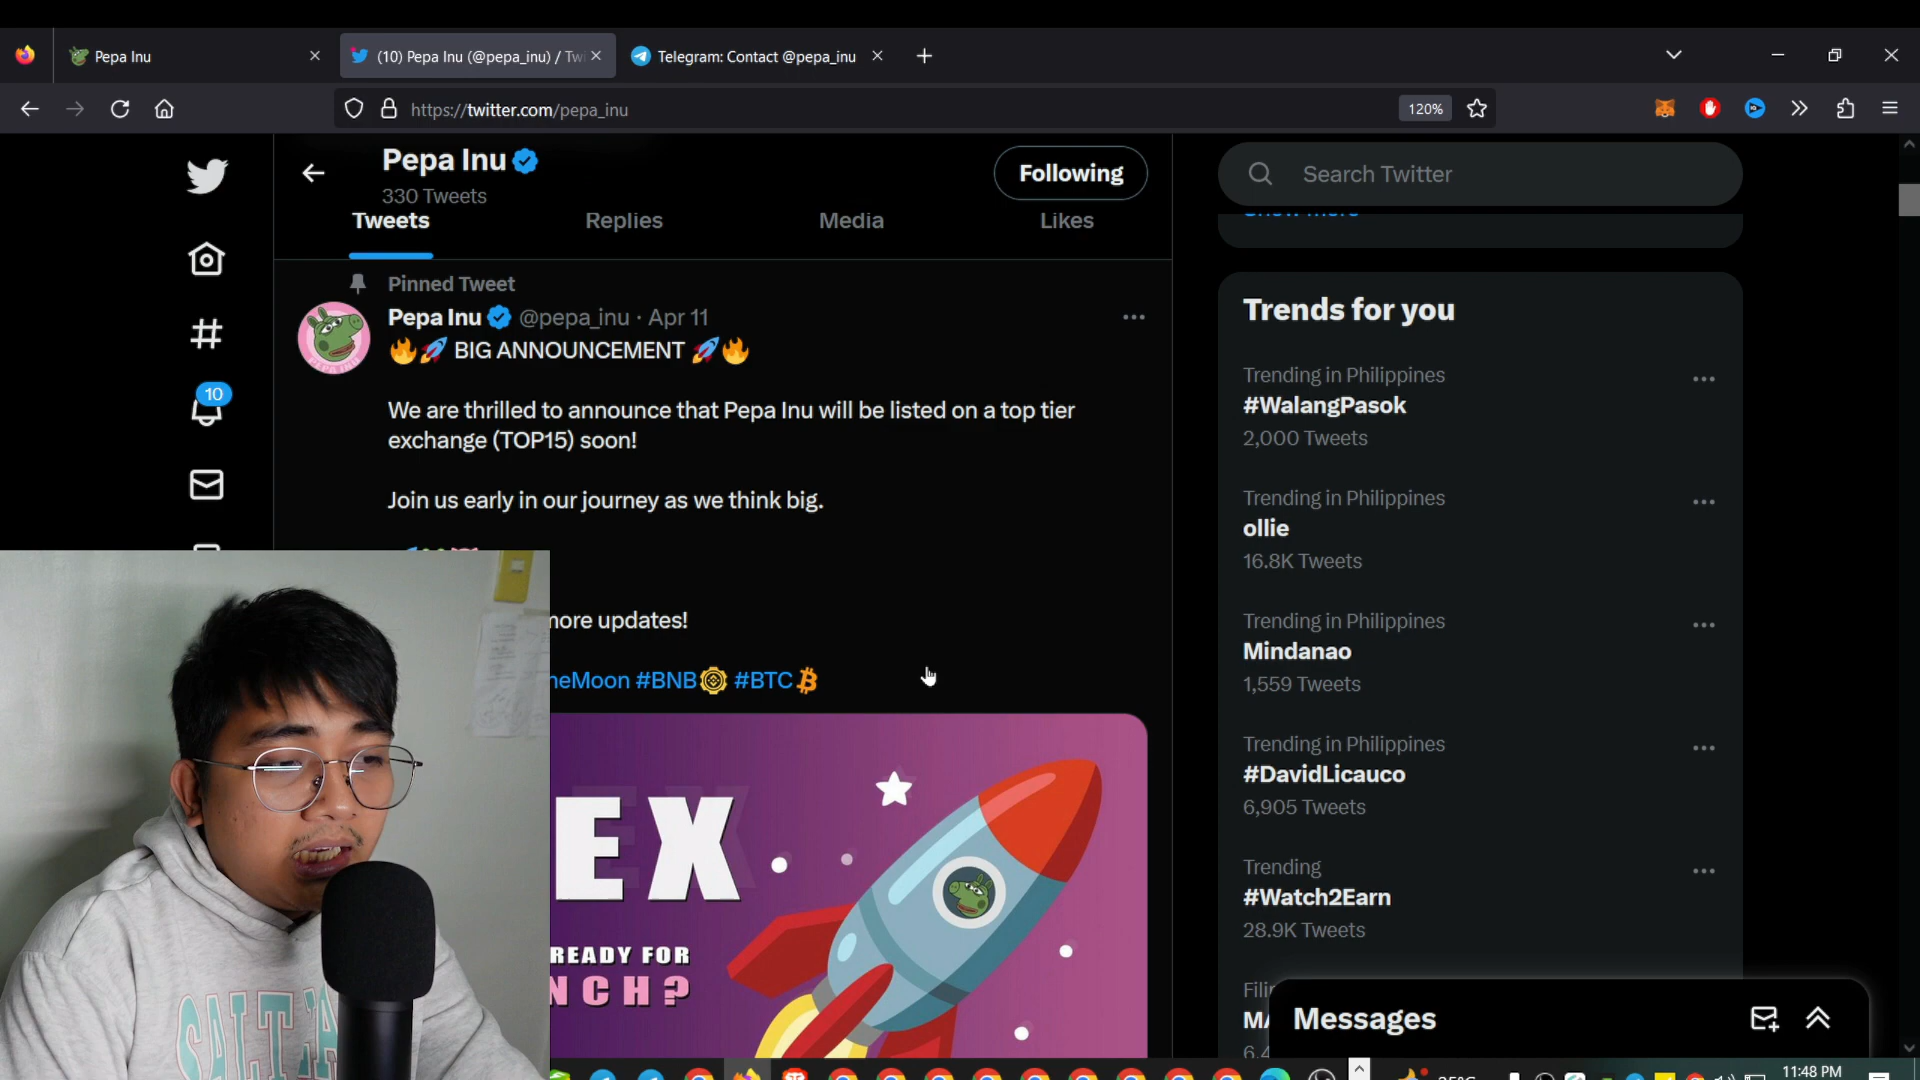 Pepa Inu
(10) Pepa Inu (@pepa_inu) / Twi
Telegram: Contact @pepa_inu
https://twitter.com/pepa_inu
120%
Pepa Inu
330 Tweets
Following
Search Twitter
Tweets
Replies
Media
Likes
Show more
Pinned Tweet
Pepa Inu @pepa_inu · Apr 11
🔥🚀 BIG ANNOUNCEMENT 🚀🔥
We are thrilled to announce that Pepa Inu will be listed on a top tier
exchange (TOP15) soon!
Join us early in our journey as we think big.
more updates!
heMoon #BNB #BTC
EX
READY FOR
NCH?
10
Trends for you
Trending in Philippines
#WalangPasok
2,000 Tweets
Trending in Philippines
ollie
16.8K Tweets
Trending in Philippines
Mindanao
1,559 Tweets
Trending in Philippines
#DavidLicauco
6,905 Tweets
Trending
#Watch2Earn
28.9K Tweets
Messages
11:48 PM